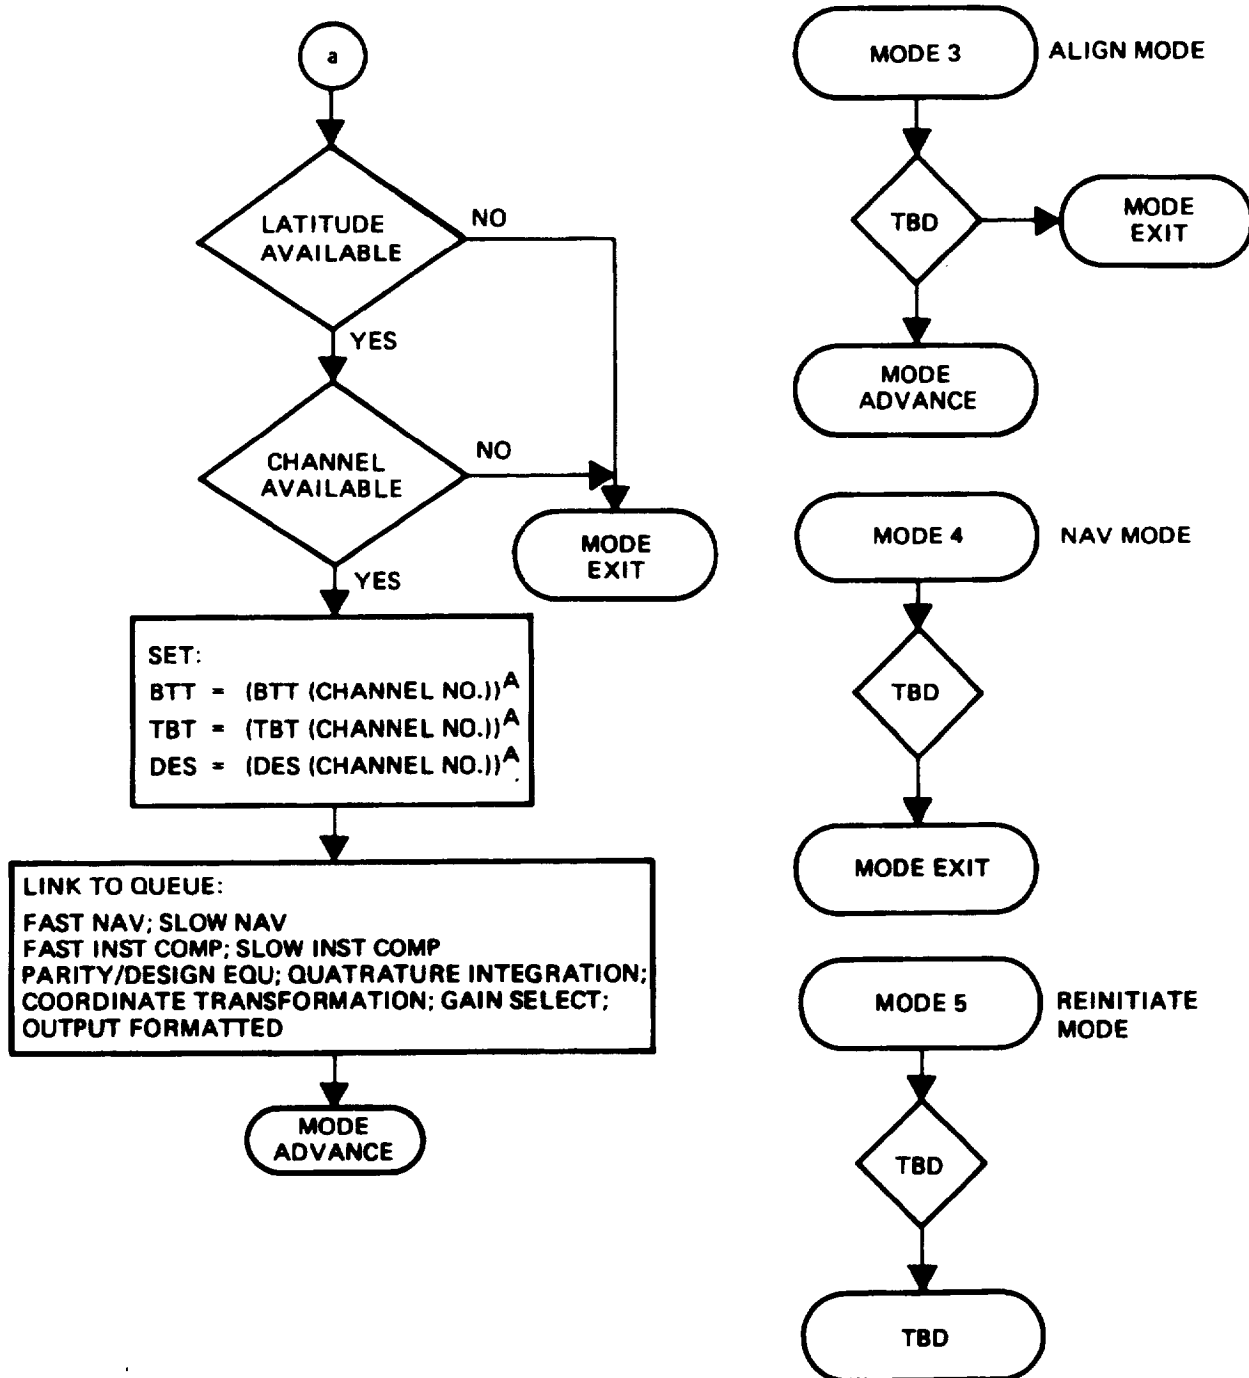 a
LATITUDE
AVAILABLE
NO
YES
CHANNEL
AVAILABLE
NO
YES
MODE
EXIT
SET:
BTT = (BTT (CHANNEL NO.))A
TBT = (TBT (CHANNEL NO.))A
DES = (DES (CHANNEL NO.))A
LINK TO QUEUE:
FAST NAV; SLOW NAV
FAST INST COMP; SLOW INST COMP
PARITY/DESIGN EQU; QUATRATURE INTEGRATION;
COORDINATE TRANSFORMATION; GAIN SELECT;
OUTPUT FORMATTED
MODE
ADVANCE
MODE 3
ALIGN MODE
TBD
MODE
EXIT
MODE
ADVANCE
MODE 4
NAV MODE
TBD
MODE EXIT
MODE 5
REINITIATE
MODE
TBD
TBD